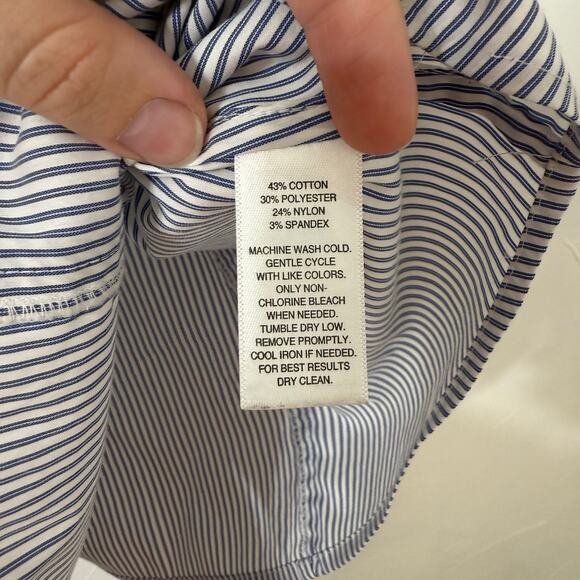 43% COTTON
30% POLYESTER
24% NYLON
3% SPANDEX
MACHINE WASH COLD.
GENTLE CYCLE
WITH LIKE COLORS.
ONLY NON-
CHLORINE BLEACH
WHEN NEEDED.
TUMBLE DRY LOW.
REMOVE PROMPTLY.
COOL IRON IF NEEDED.
FOR BEST RESULTS
DRY CLEAN.